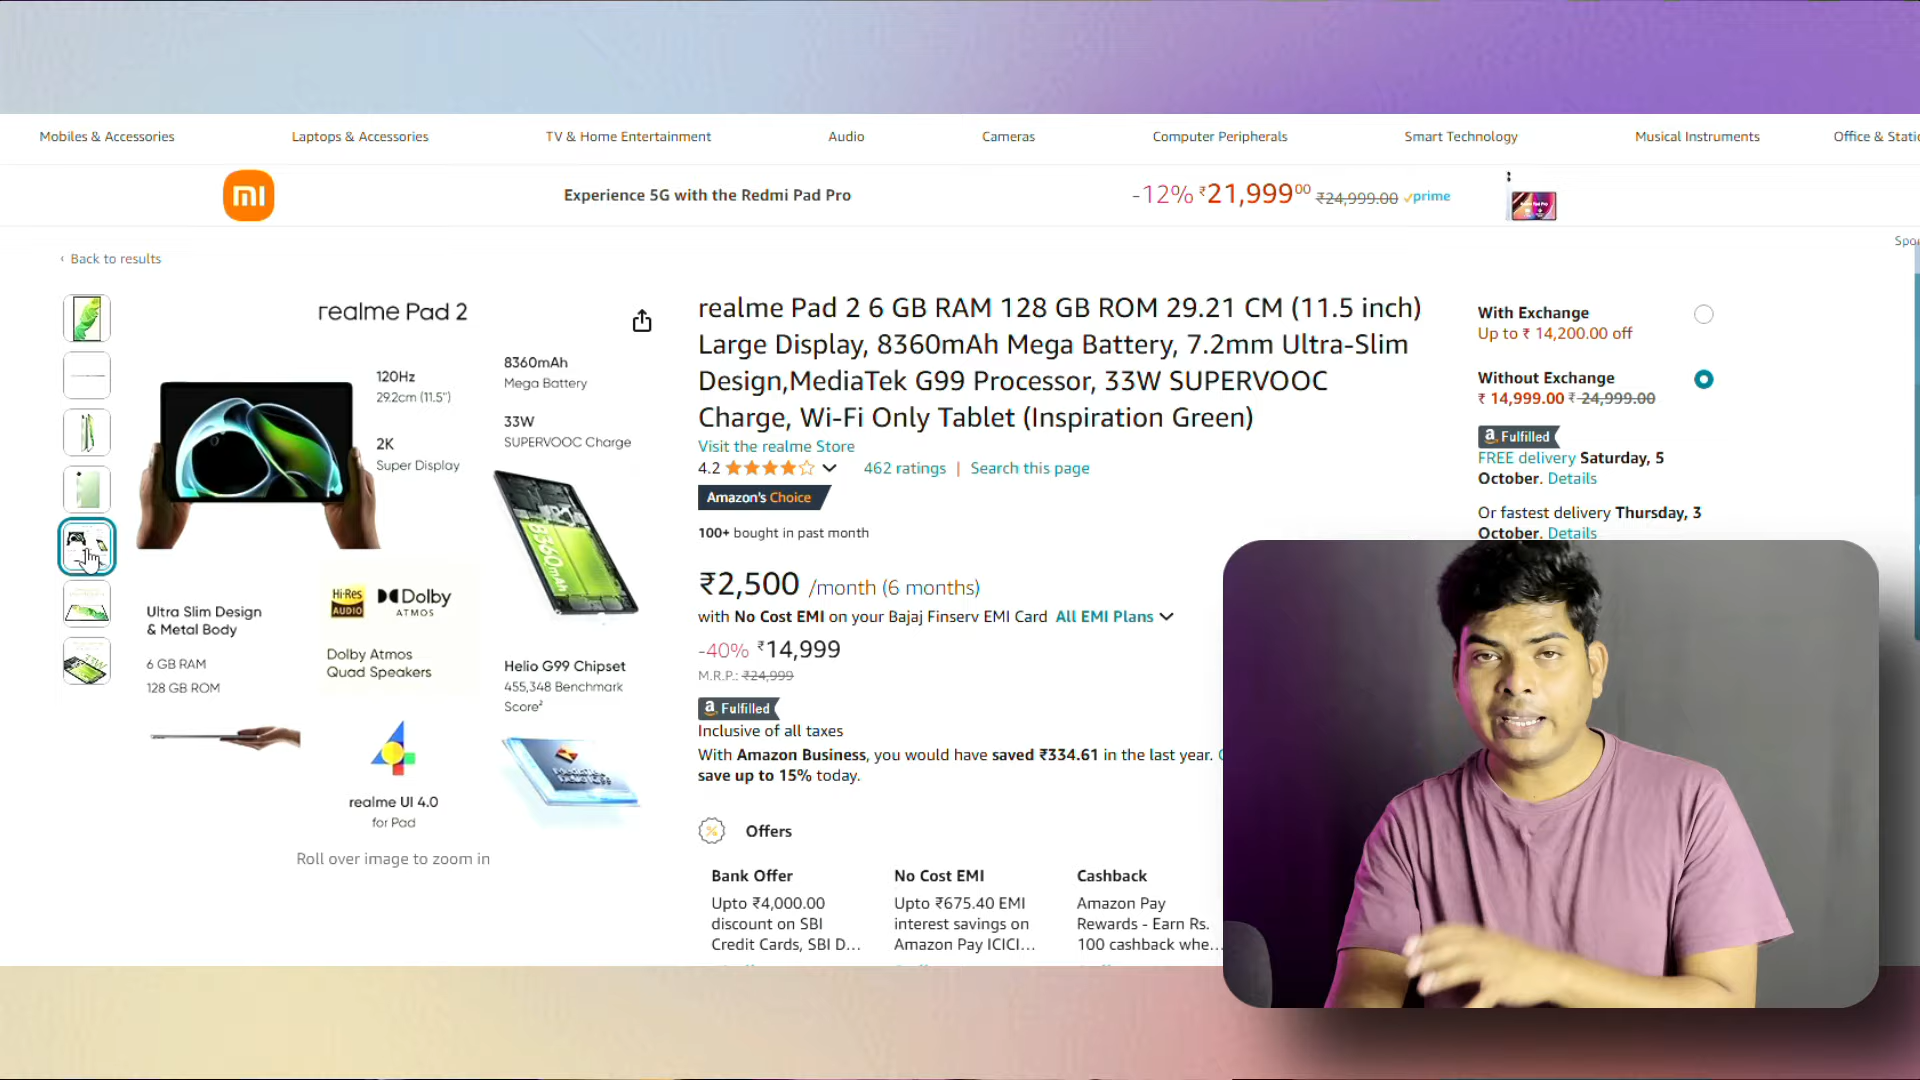 Mobiles & Accessories
Laptops & Accessories
TV & Home Entertainment
Audio
Cameras
Computer Peripherals
Smart Technology
Musical Instruments
Office & Static
mi
Experience 5G with the Redmi Pad Pro
-12% ₹21,999⁰⁰ ₹24,999.00 prime
Spo
‹ Back to results
realme Pad 2
120Hz
29.2cm (11.5")
2K
Super Display
8360mAh
Mega Battery
33W
SUPERVOOC Charge
8360mAh
Ultra Slim Design
& Metal Body
6 GB RAM
128 GB ROM
Hi-Res
AUDIO
Dolby
ATMOS
Dolby Atmos
Quad Speakers
Helio G99 Chipset
455,348 Benchmark
Score²
realme UI 4.0
for Pad
Roll over image to zoom in
realme Pad 2 6 GB RAM 128 GB ROM 29.21 CM (11.5 inch)
Large Display, 8360mAh Mega Battery, 7.2mm Ultra-Slim
Design,MediaTek G99 Processor, 33W SUPERVOOC
Charge, Wi-Fi Only Tablet (Inspiration Green)
Visit the realme Store
4.2
462 ratings | Search this page
Amazon's Choice
100+ bought in past month
₹2,500 /month (6 months)
with No Cost EMI on your Bajaj Finserv EMI Card All EMI Plans
-40% ₹14,999
M.R.P.: ₹24,999
a Fulfilled
Inclusive of all taxes
With Amazon Business, you would have saved ₹334.61 in the last year.
save up to 15% today.
% Offers
Bank Offer
Upto ₹4,000.00
discount on SBI
Credit Cards, SBI D...
No Cost EMI
Upto ₹675.40 EMI
interest savings on
Amazon Pay ICICI...
Cashback
Amazon Pay
Rewards - Earn Rs.
100 cashback whe...
With Exchange
Up to ₹ 14,200.00 off
Without Exchange
₹ 14,999.00 ₹ 24,999.00
a Fulfilled
FREE delivery Saturday, 5
October. Details
Or fastest delivery Thursday, 3
October. Details